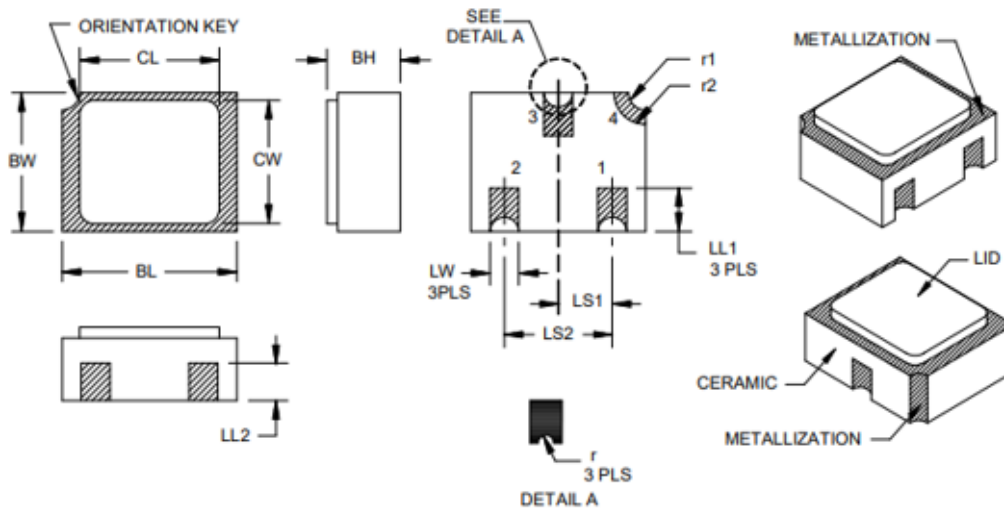 ORIENTATION KEY
CL
BW
CW
BL
BH
SEE
DETAIL A
r1
r2
3
4
2
1
LL1
3 PLS
LW
3PLS
LS1
LS2
METALLIZATION
LID
CERAMIC
METALLIZATION
LL2
r
3 PLS
DETAIL A